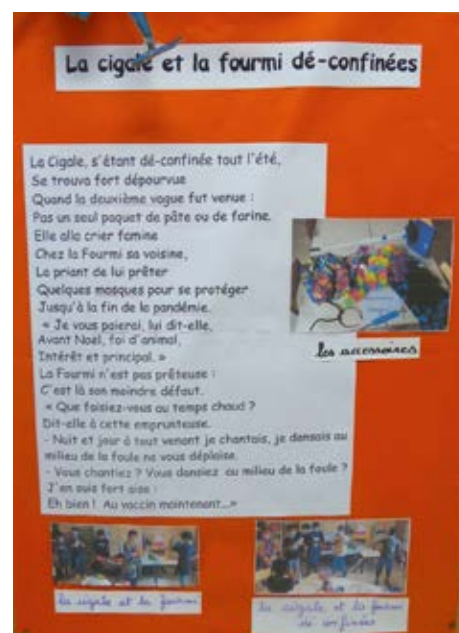 La cigale et la fourmi dé-confinées
La Cigale, s'étant dé-confinée tout l'été,
Se trouva fort dépourvue
Quand la deuxième vague fut venue :
Pas un seul paquet de pâte ou de farine.
Elle alla crier famine
Chez la Fourmi sa voisine,
La priant de lui prêter
Quelques masques pour se protéger
Jusqu'à la fin de la pandémie.
« Je vous paierai, lui dit-elle,
Avant Noël, foi d'animal,
Intérêt et principal. »
La Fourmi n'est pas prêteuse :
C'est là son moindre défaut.
« Que faisiez-vous au temps chaud ?
Dit-elle à cette emprunteuse.
- Nuit et jour à tout venant je chantais, je dansais au
milieu de la foule ne vous déplaise.
- Vous chantiez ? Vous dansiez au milieu de la foule ?
J'en suis fort aise :
Eh bien ! Au vaccin maintenant...»
les accessoires
la cigale et la fourmi
la cigale et la fourmi
dé confinées